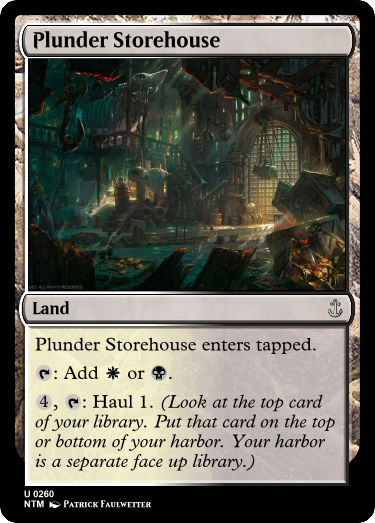 Plunder Storehouse
Land
Plunder Storehouse enters tapped.
: Add or .
4, : Haul 1. (Look at the top card
of your library. Put that card on the top
or bottom of your harbor. Your harbor
is a separate face up library.)
U 0260
NTM Patrick Faulwetter